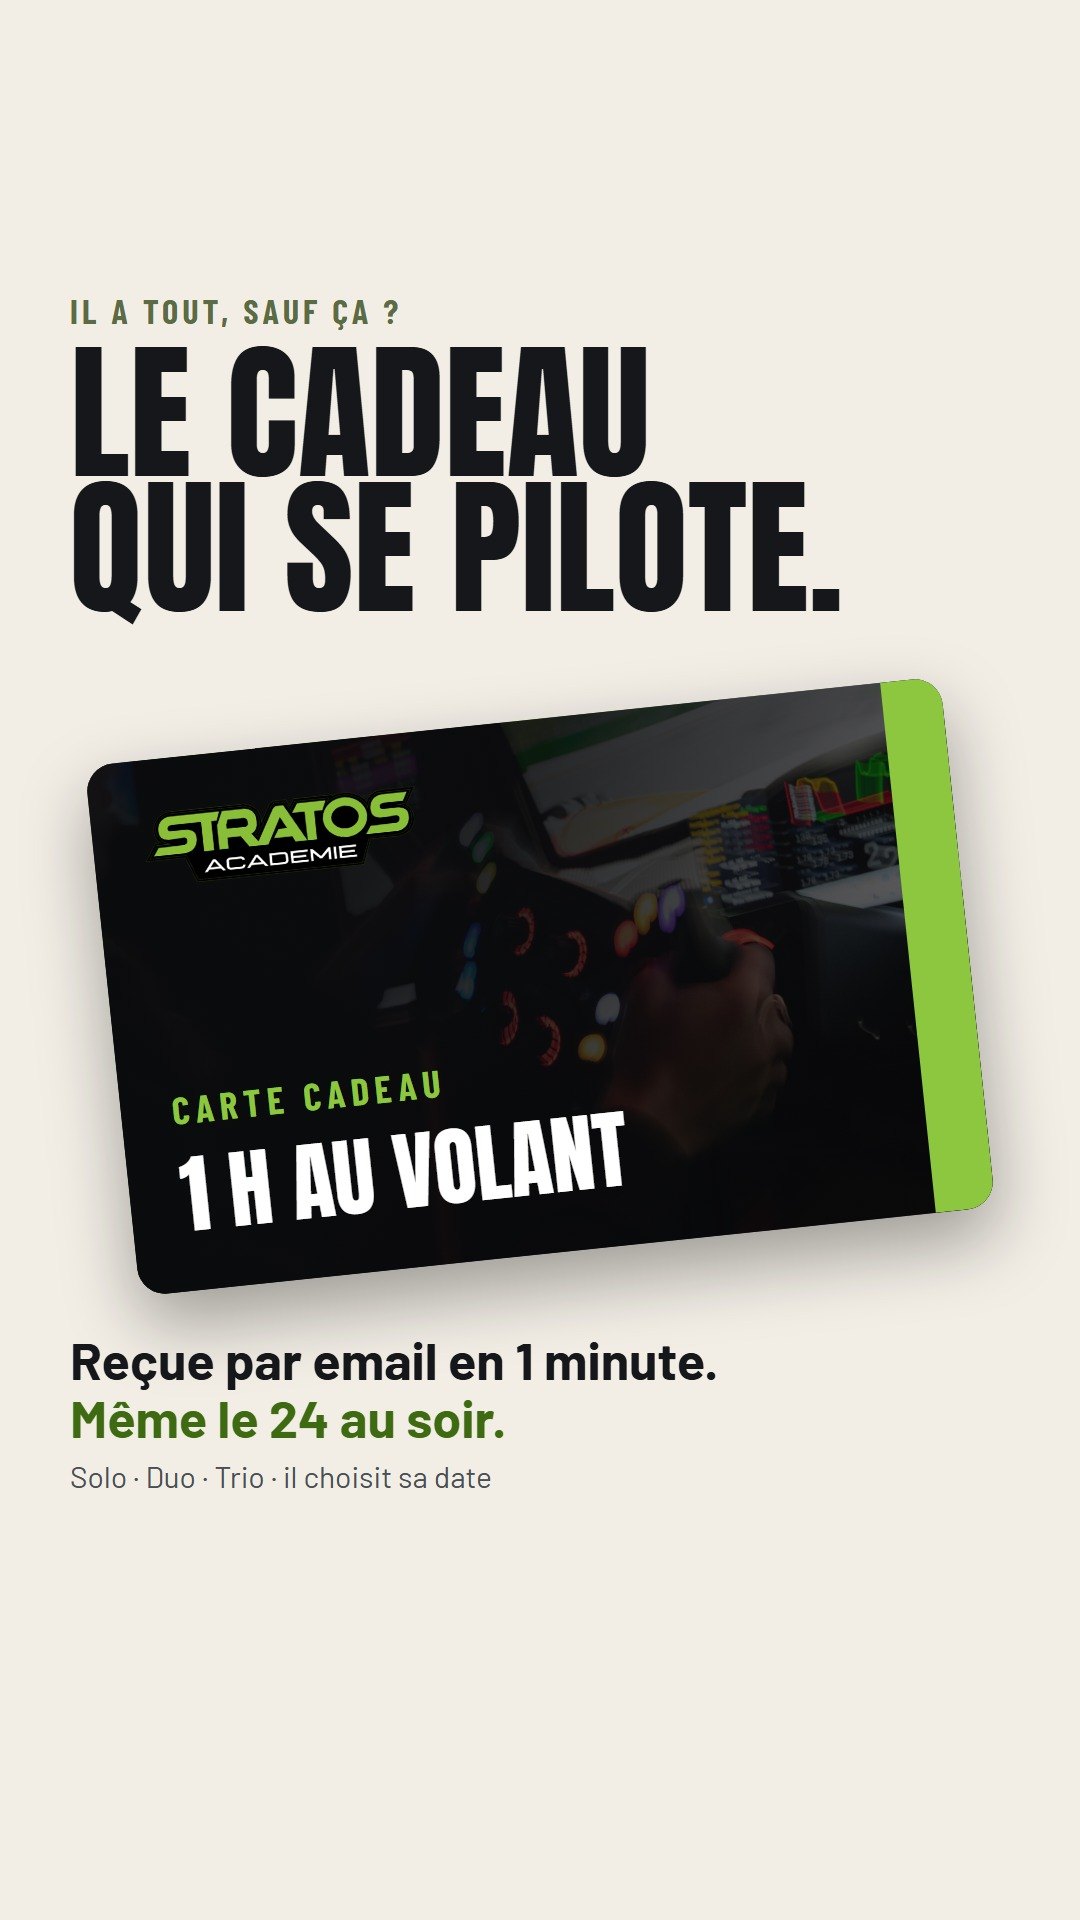 IL A TOUT, SAUF ÇA ?
LE CADEAU
QUI SE PILOTE.
STRATOS
ACADEMIE
CARTE CADEAU
1 H AU VOLANT
Reçue par email en 1 minute.
Même le 24 au soir.
Solo · Duo · Trio · il choisit sa date